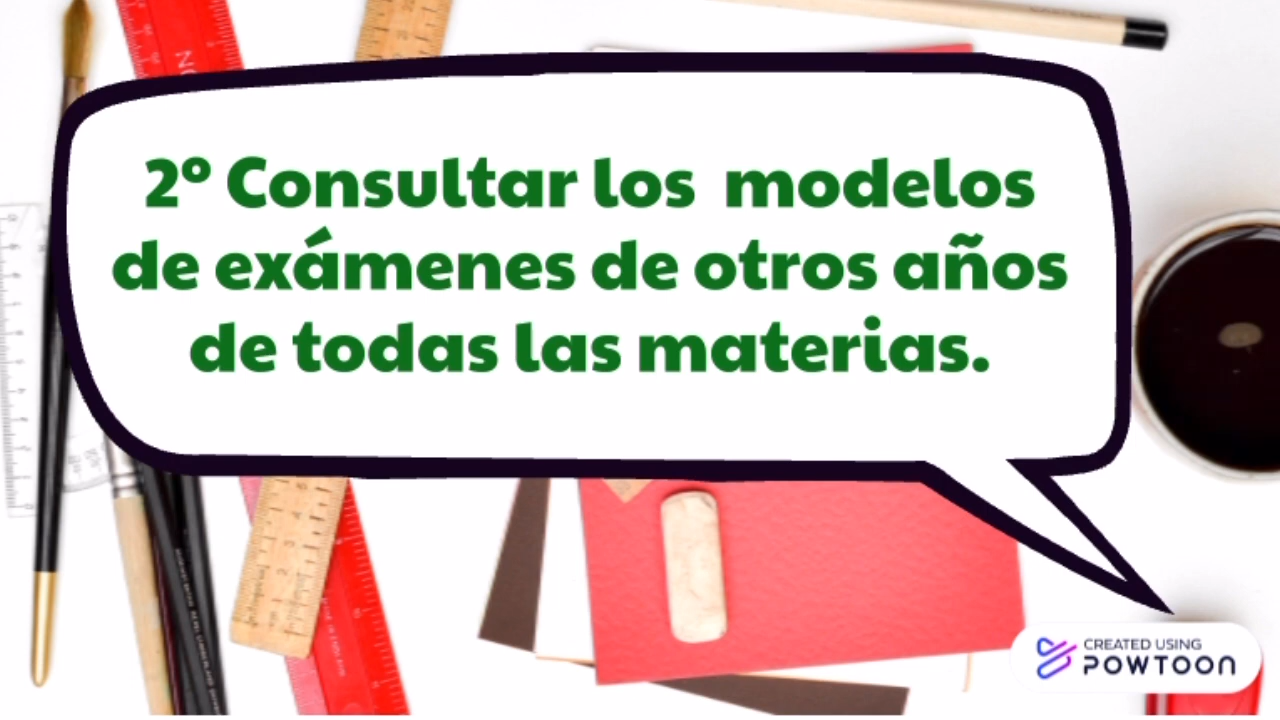 2º Consultar los modelos
de exámenes de otros años
de todas las materias.
CREATED USING
POWTOON